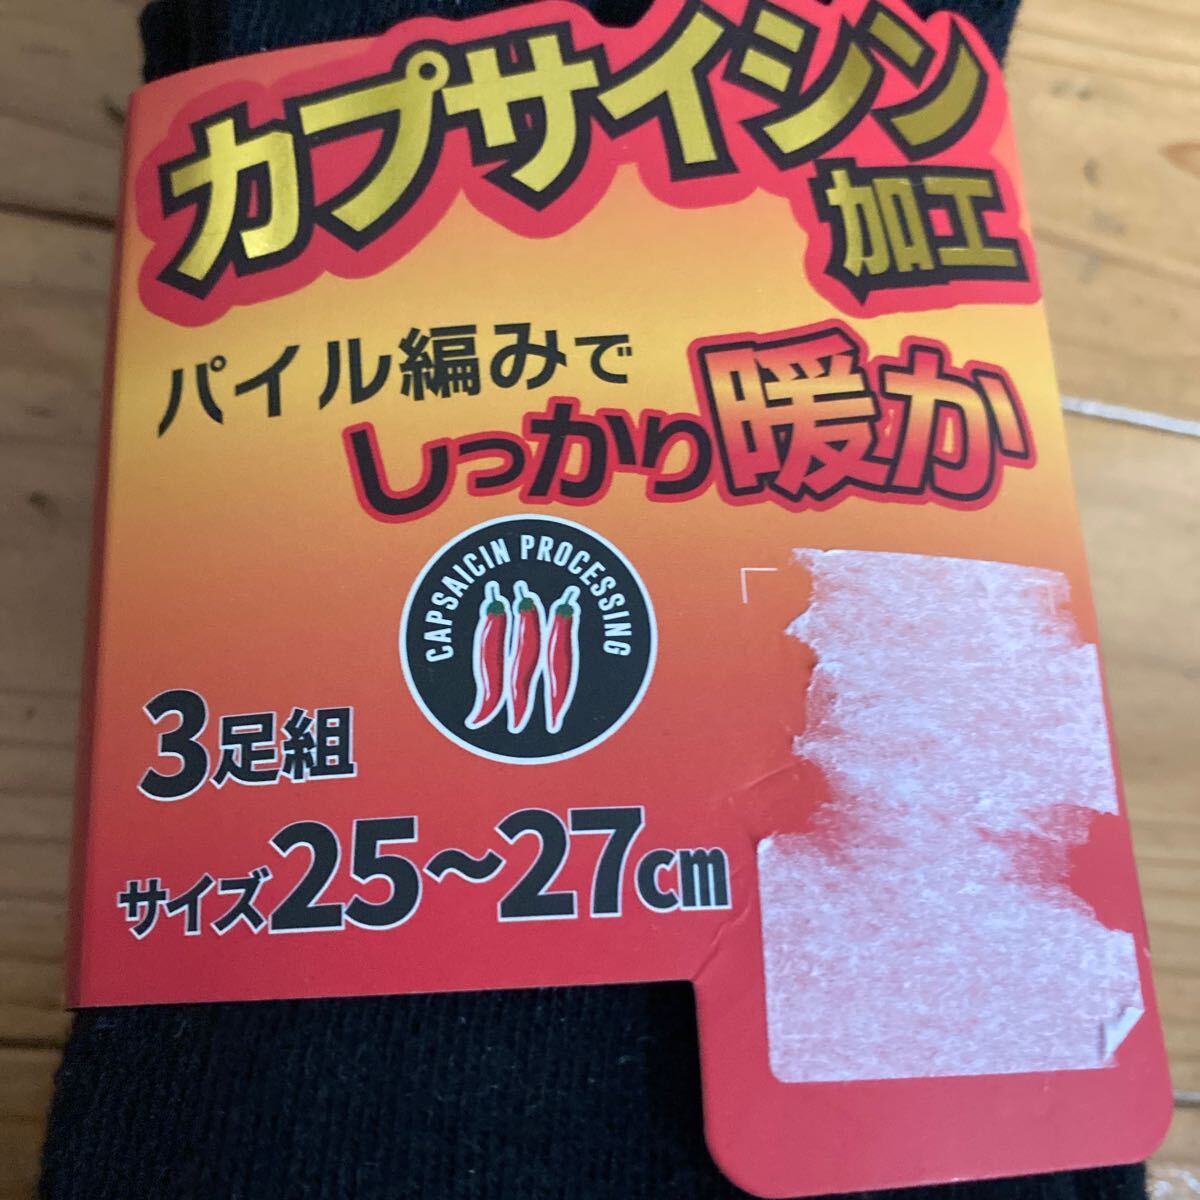 カプサイシン
加工
パイル編みで
しっかり暖か
CAPSAICIN PROCESSING
3足組
サイズ25~27cm